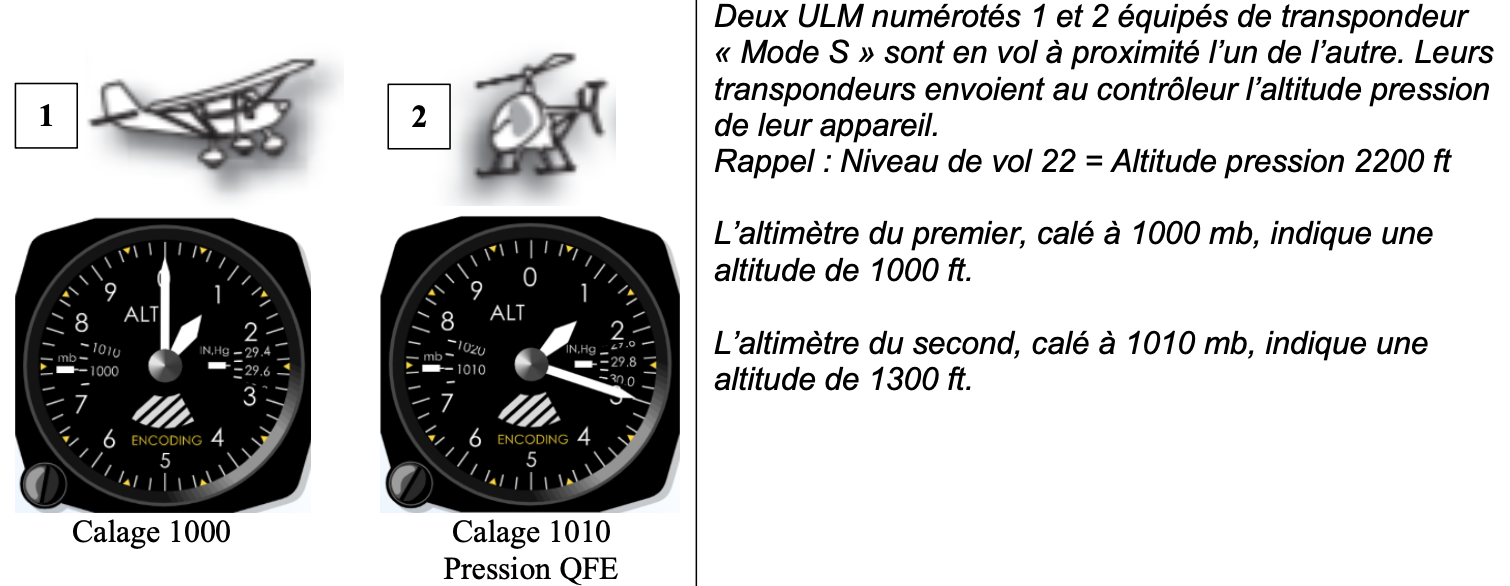 1
2
0
9
1
ALT
8
2
1010
IN,Hg
29.4
mb
1000
29.6
7
3
6
ENCODING
4
5
0
9
1
ALT
8
2
1020
IN,Hg
mb
29.8
1010
30.0
7
3
6
ENCODING
4
5
Calage 1000
Calage 1010
Pression QFE
Deux ULM numérotés 1 et 2 équipés de transpondeur
« Mode S » sont en vol à proximité l’un de l’autre. Leurs
transpondeurs envoient au contrôleur l’altitude pression
de leur appareil.
Rappel : Niveau de vol 22 = Altitude pression 2200 ft
L’altimètre du premier, calé à 1000 mb, indique une
altitude de 1000 ft.
L’altimètre du second, calé à 1010 mb, indique une
altitude de 1300 ft.